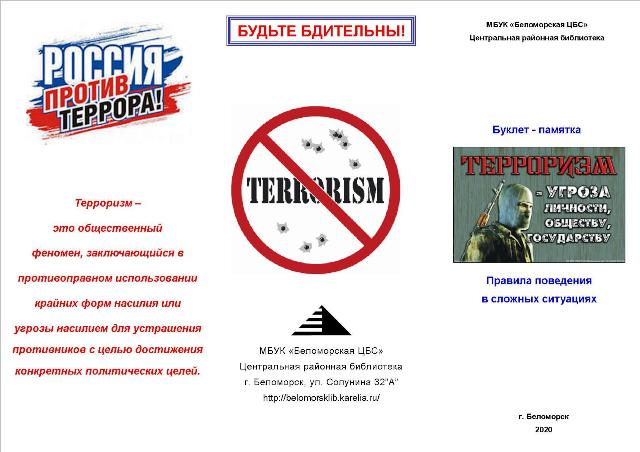 РОССИЯ
ПРОТИВ
ТЕРРОРА!
Терроризм –
это общественный
феномен, заключающийся в
противоправном использовании
крайних форм насилия или
угрозы насилием для устрашения
противников с целью достижения
конкретных политических целей.
БУДЬТЕ БДИТЕЛЬНЫ!
TERRORISM
МБУК «Беломорская ЦБС»
Центральная районная библиотека
г. Беломорск, ул. Солунина 32"А"
http://belomorsklib.karelia.ru/
МБУК «Беломорская ЦБС»
Центральная районная библиотека
Буклет - памятка
ТЕРРОРИЗМ
- УГРОЗА
ЛИЧНОСТИ,
ОБЩЕСТВУ,
ГОСУДАРСТВУ
Правила поведения
в сложных ситуациях
г. Беломорск
2020